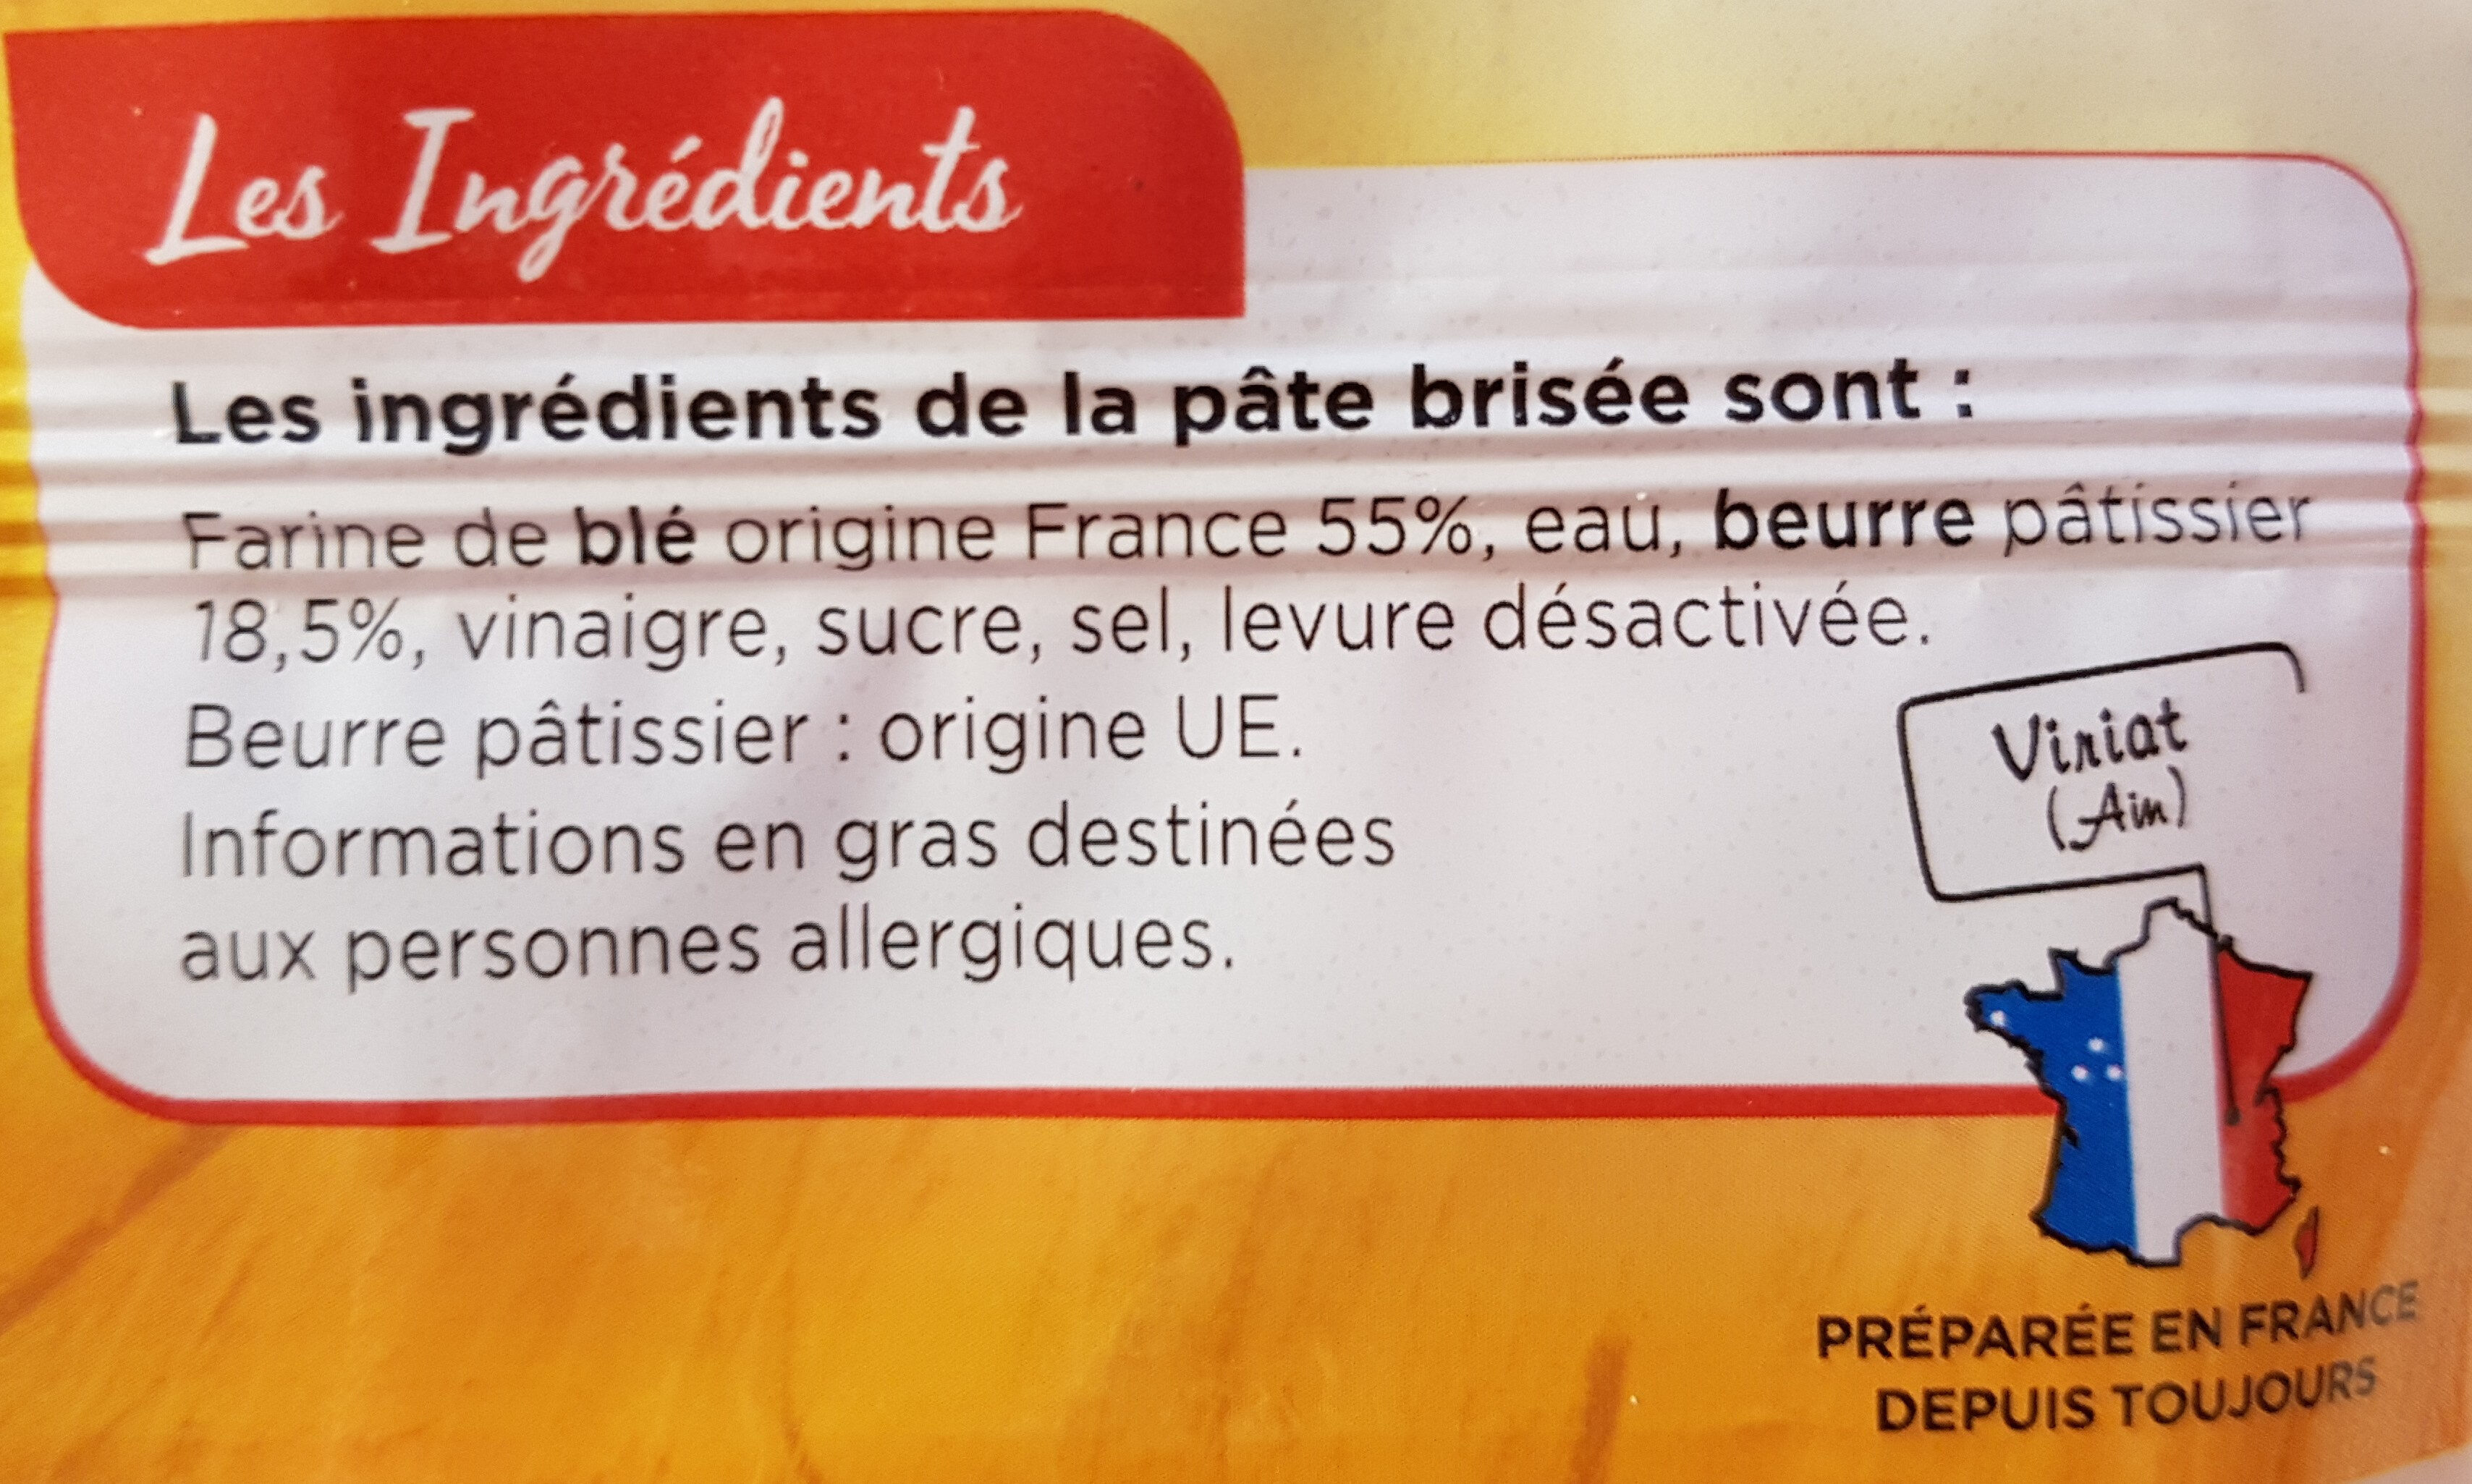 Les Ingrédients
Les ingrédients de la pâte brisée sont :
Farine de blé origine France 55%, eau, beurre pâtissier
18,5%, vinaigre, sucre, sel, levure désactivée.
Beurre pâtissier : origine UE.
Informations en gras destinées
aux personnes allergiques.
Viriat
(Ain)
PRÉPARÉE EN FRANCE
DEPUIS TOUJOURS